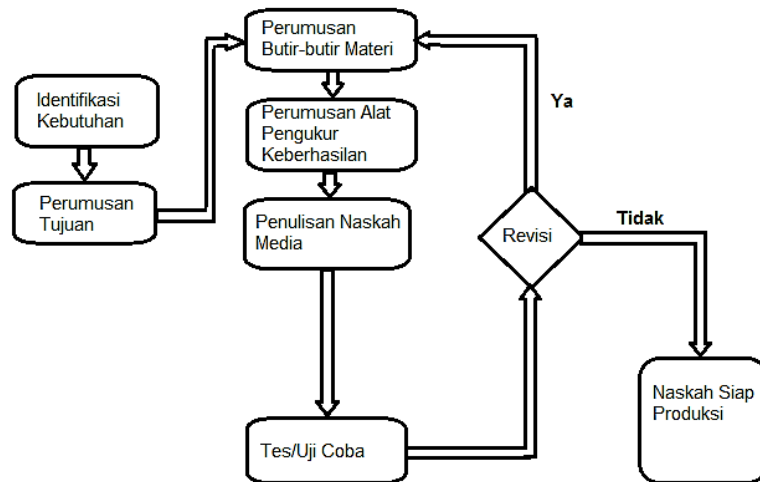 Identifikasi
Kebutuhan
Perumusan
Tujuan
Perumusan
Butir-butir Materi
Perumusan Alat
Pengukur
Keberhasilan
Penulisan Naskah
Media
Tes/Uji Coba
Revisi
Ya
Tidak
Naskah Siap
Produksi